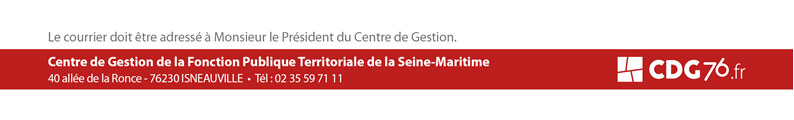 Le courrier doit être adressé à Monsieur le Président du Centre de Gestion.
Centre de Gestion de la Fonction Publique Territoriale de la Seine-Maritime
40 allée de la Ronce - 76230 ISNEAUVILLE • Tél : 02 35 59 71 11
CDG76.fr